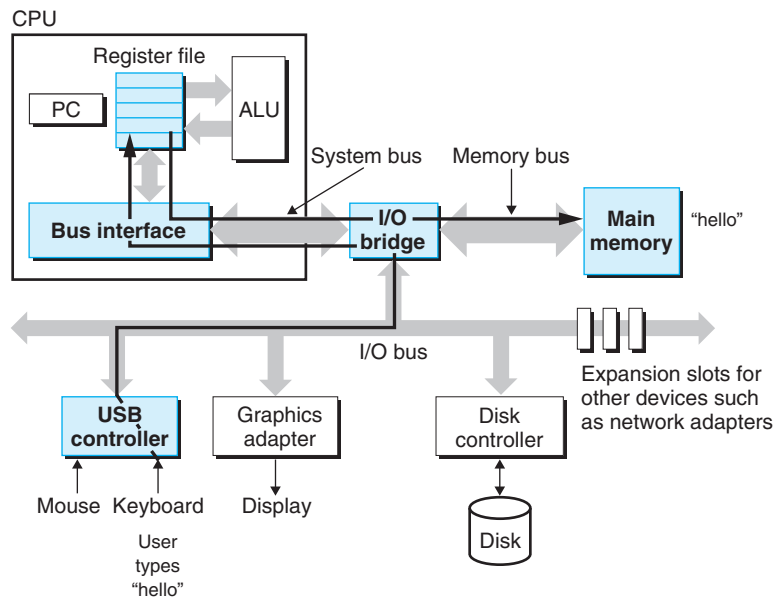 CPU
Register file
PC
ALU
System bus
Memory bus
Bus interface
I/O
bridge
Main
memory
“hello”
I/O bus
Expansion slots for
other devices such
as network adapters
USB
controller
Graphics
adapter
Disk
controller
Mouse
Keyboard
Display
Disk
User
types
“hello”